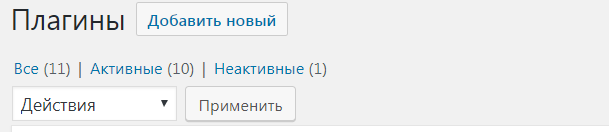 Плагины Добавить новый
Все (11) | Активные (10) | Неактивные (1)
Действия Применить